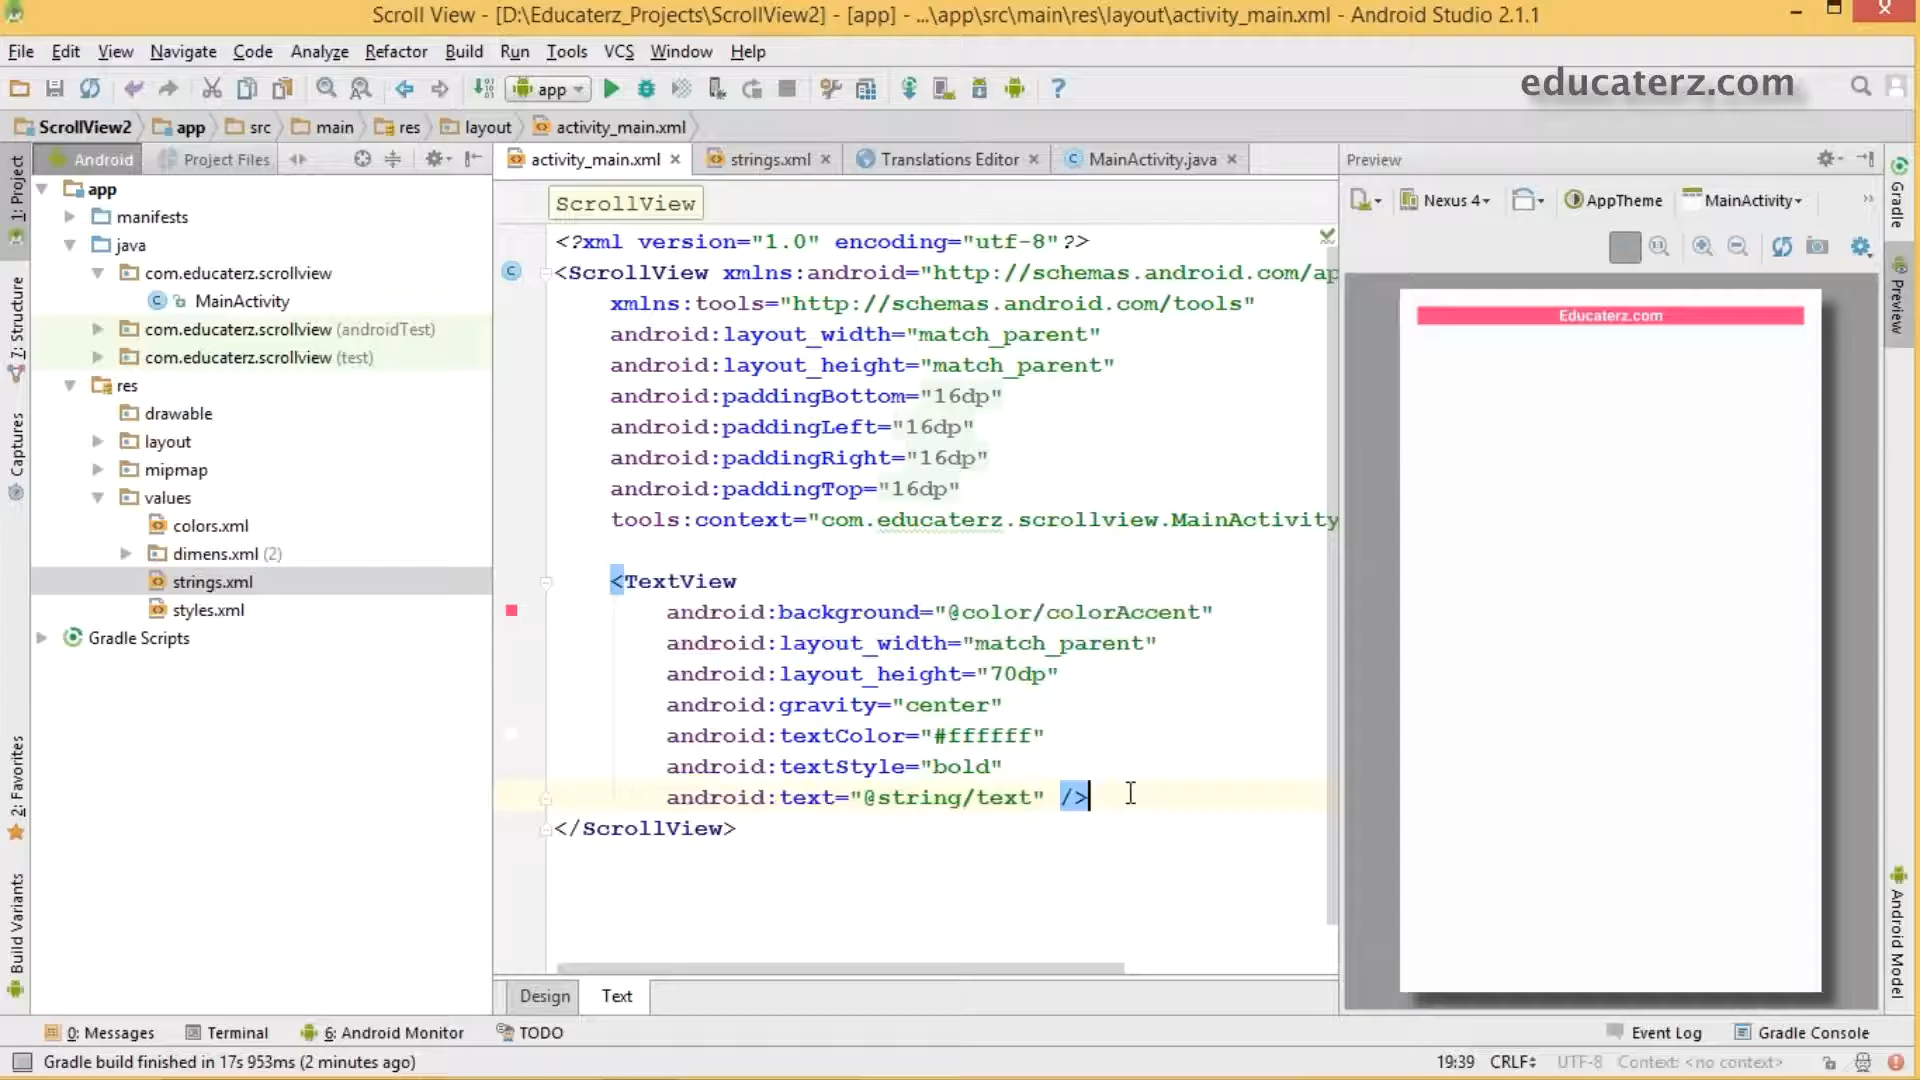 Scroll View - [D:\Educaterz_Projects\ScrollView2] - [app] - ...\app\src\main\res\layout\activity_main.xml - Android Studio 2.1.1
File Edit View Navigate Code Analyze Refactor Build Run Tools VCS Window Help
app
educaterz.com
ScrollView2 app src main res layout activity_main.xml
Android Project Files
activity_main.xml strings.xml Translations Editor MainActivity.java
Preview
1: Project
7: Structure
Captures
2: Favorites
Build Variants
app
manifests
java
com.educaterz.scrollview
MainActivity
com.educaterz.scrollview (androidTest)
com.educaterz.scrollview (test)
res
drawable
layout
mipmap
values
colors.xml
dimens.xml (2)
strings.xml
styles.xml
Gradle Scripts
ScrollView
<?xml version="1.0" encoding="utf-8"?>
<ScrollView xmlns:android="http://schemas.android.com/ap
xmlns:tools="http://schemas.android.com/tools"
android:layout_width="match_parent"
android:layout_height="match_parent"
android:paddingBottom="16dp"
android:paddingLeft="16dp"
android:paddingRight="16dp"
android:paddingTop="16dp"
tools:context="com.educaterz.scrollview.MainActivity
<TextView
android:background="@color/colorAccent"
android:layout_width="match_parent"
android:layout_height="70dp"
android:gravity="center"
android:textColor="#ffffff"
android:textStyle="bold"
android:text="@string/text" />
</ScrollView>
Design Text
Nexus 4 AppTheme MainActivity
Educaterz.com
Gradle
Preview
Android Model
0: Messages Terminal 6: Android Monitor TODO Event Log Gradle Console
Gradle build finished in 17s 953ms (2 minutes ago) 19:39 CRLF UTF-8 Context: <no context>